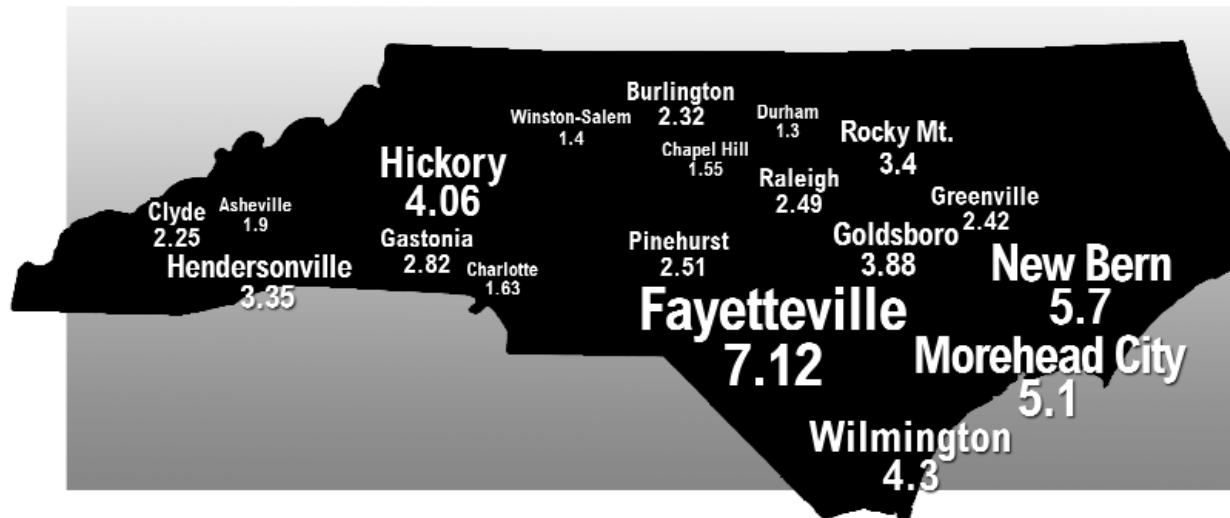 Burlington
2.32
Durham
1.3
Winston-Salem
1.4
Rocky Mt.
3.4
Chapel Hill
1.55
Hickory
4.06
Raleigh
2.49
Greenville
2.42
Asheville
1.9
Clyde
2.25
Gastonia
2.82
Pinehurst
2.51
Goldsboro
3.88
Hendersonville
3.35
Charlotte
1.63
New Bern
5.7
Fayetteville
7.12
Morehead City
5.1
Wilmington
4.3